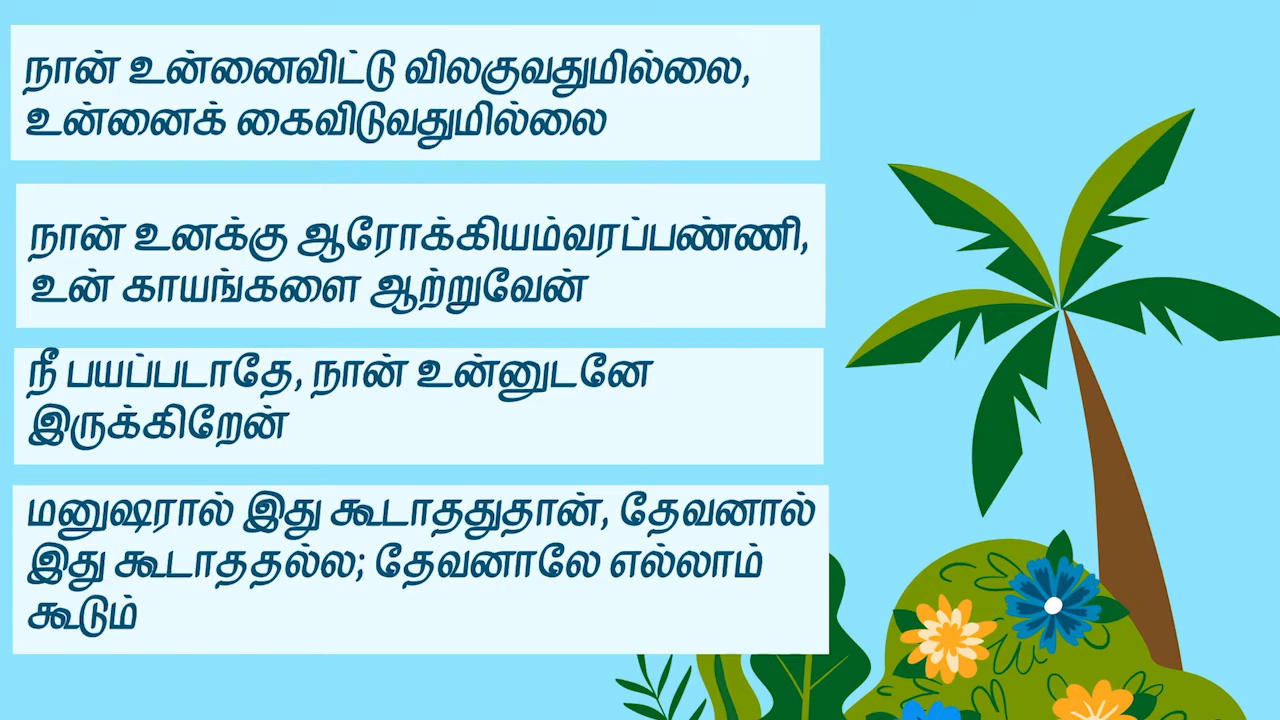 நான் உன்னைவிட்டு விலகுவதுமில்லை,
உன்னைக் கைவிடுவதுமில்லை
நான் உனக்கு ஆரோக்கியம்வரப்பண்ணி,
உன் காயங்களை ஆற்றுவேன்
நீ பயப்படாதே, நான் உன்னுடனே
இருக்கிறேன்
மனுஷரால் இது கூடாததுதான், தேவனால்
இது கூடாததல்ல; தேவனாலே எல்லாம்
கூடும்